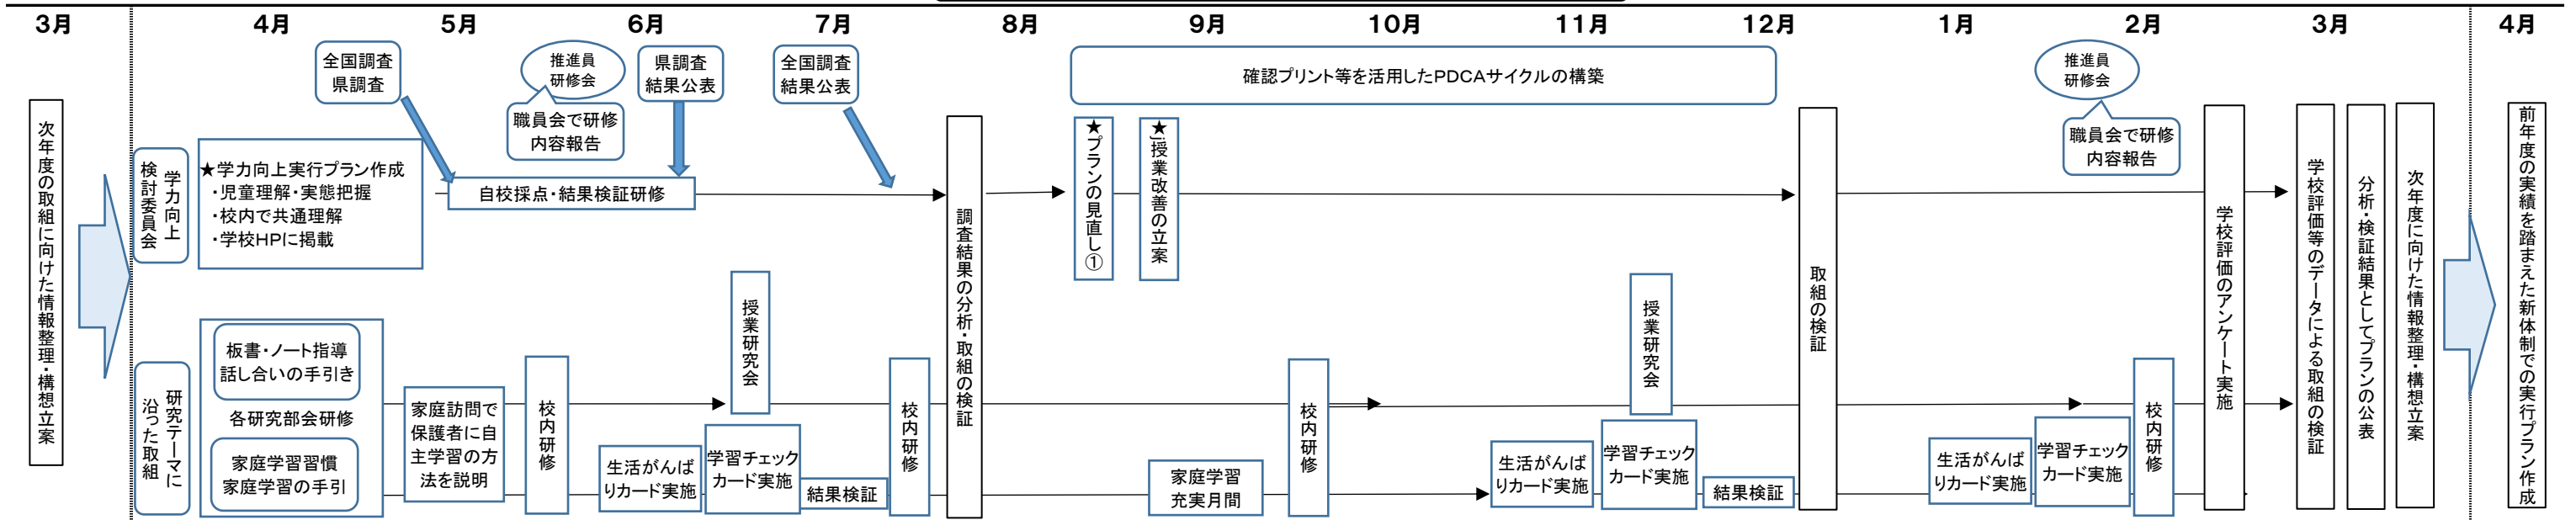 3月
4月
5月
6月
7月
8月
9月
10月
11月
12月
1月
2月
3月
4月
次年度の取組に向けた情報整理・構想立案
学力向上
検討委員会
★学力向上実行プラン作成
・児童理解・実態把握
・校内で共通理解
・学校HPに掲載
全国調査
県調査
推進員
研修会
職員会で研修
内容報告
県調査
結果公表
自校採点・結果検証研修
全国調査
結果公表
調査結果の分析・取組の検証
確認プリント等を活用したPDCAサイクルの構築
★プランの見直し①
★j授業改善の立案
取組の検証
推進員
研修会
職員会で研修
内容報告
学校評価のアンケート実施
学校評価等のデータによる取組の検証
分析・検証結果としてプランの公表
次年度に向けた情報整理・構想立案
前年度の実績を踏まえた新体制での実行プラン作成
研究テーマに
沿った取組
板書・ノート指導
話し合いの手引き
各研究部会研修
家庭学習習慣
家庭学習の手引
家庭訪問で
保護者に自
主学習の方
法を説明
校内研修
生活がんば
りカード実施
授業研究会
学習チェック
カード実施
結果検証
校内研修
家庭学習
充実月間
校内研修
生活がんば
りカード実施
授業研究会
学習チェック
カード実施
結果検証
生活がんば
りカード実施
学習チェック
カード実施
校内研修